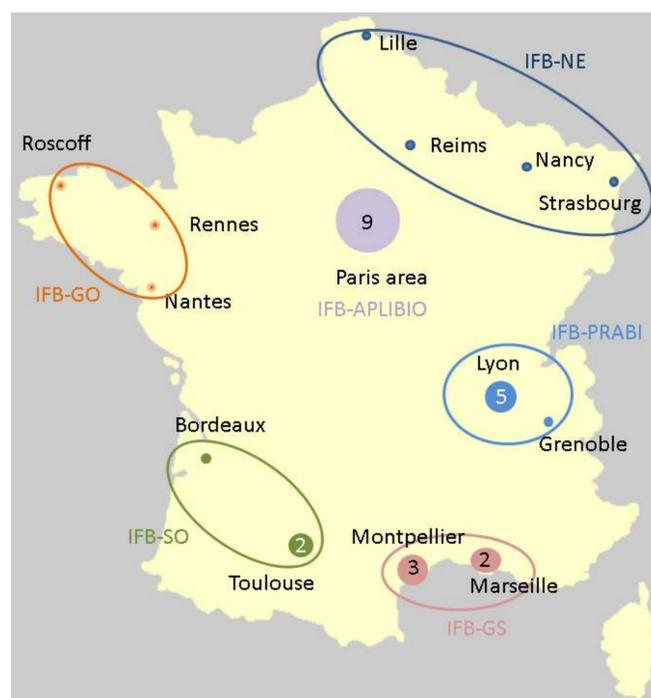 Lille
IFB-NE
Roscoff
Reims
Nancy
Strasbourg
Rennes
9
IFB-GO
Nantes
Paris area
IFB-APLIBIO
IFB-PRABI
Lyon
5
Grenoble
Bordeaux
IFB-SO
2
Toulouse
Montpellier
3
2
Marseille
IFB-GS